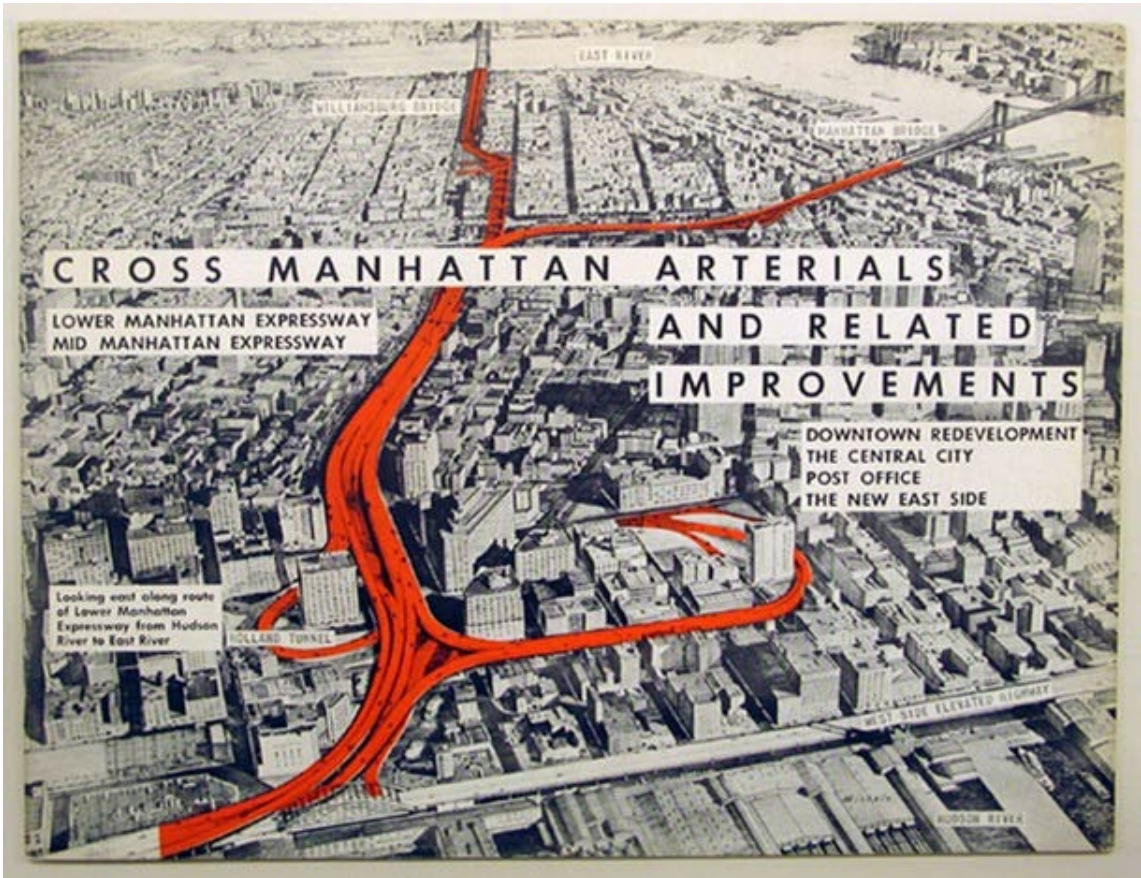 EAST RIVER
WILLIAMSBURG BRIDGE
MANHATTAN BRIDGE
CROSS MANHATTAN ARTERIALS
AND RELATED
IMPROVEMENTS
LOWER MANHATTAN EXPRESSWAY
MID MANHATTAN EXPRESSWAY
DOWNTOWN REDEVELOPMENT
THE CENTRAL CITY
POST OFFICE
THE NEW EAST SIDE
Looking east along route
of Lower Manhattan
Expressway from Hudson
River to East River
HOLLAND TUNNEL
WEST SIDE ELEVATED HIGHWAY
HUDSON RIVER